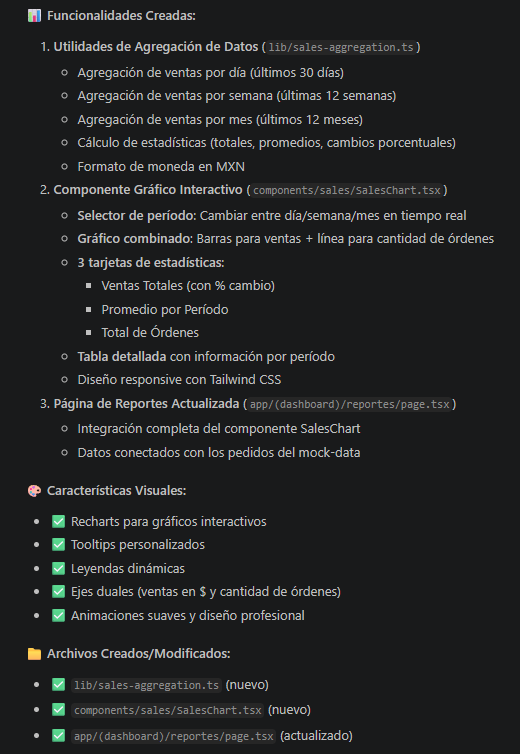 📊 Funcionalidades Creadas:
1. Utilidades de Agregación de Datos (lib/sales-aggregation.ts)
Agregación de ventas por día (últimos 30 días)
Agregación de ventas por semana (últimas 12 semanas)
Agregación de ventas por mes (últimos 12 meses)
Cálculo de estadísticas (totales, promedios, cambios porcentuales)
Formato de moneda en MXN
2. Componente Gráfico Interactivo (components/sales/SalesChart.tsx)
Selector de período: Cambiar entre día/semana/mes en tiempo real
Gráfico combinado: Barras para ventas + línea para cantidad de órdenes
3 tarjetas de estadísticas:
Ventas Totales (con % cambio)
Promedio por Período
Total de Órdenes
Tabla detallada con información por período
Diseño responsive con Tailwind CSS
3. Página de Reportes Actualizada (app/(dashboard)/reportes/page.tsx)
Integración completa del componente SalesChart
Datos conectados con los pedidos del mock-data
🎨 Características Visuales:
✅ Recharts para gráficos interactivos
✅ Tooltips personalizados
✅ Leyendas dinámicas
✅ Ejes duales (ventas en $ y cantidad de órdenes)
✅ Animaciones suaves y diseño profesional
📁 Archivos Creados/Modificados:
✅ lib/sales-aggregation.ts (nuevo)
✅ components/sales/SalesChart.tsx (nuevo)
✅ app/(dashboard)/reportes/page.tsx (actualizado)